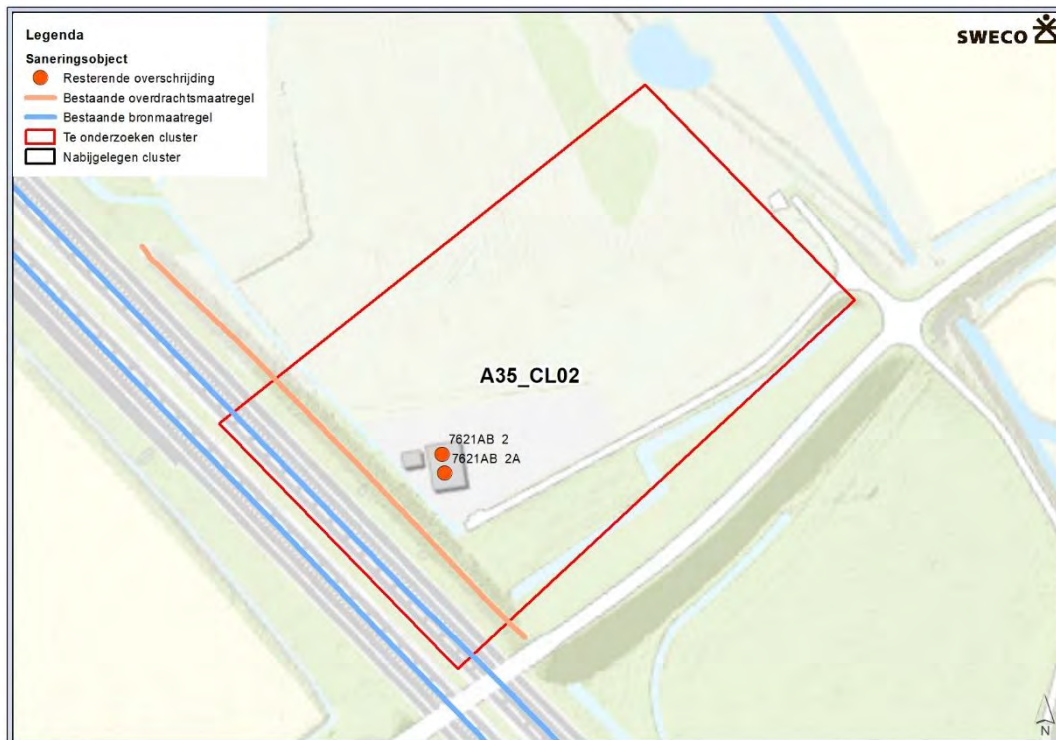 Legenda
SWECO
Saneringsobject
Resterende overschrijding
Bestaande overdrachtsmaatregel
Bestaande bronmaatregel
Te onderzoeken cluster
Nabijgelegen cluster
A35_CL02
7621AB 2
7621AB 2A
N